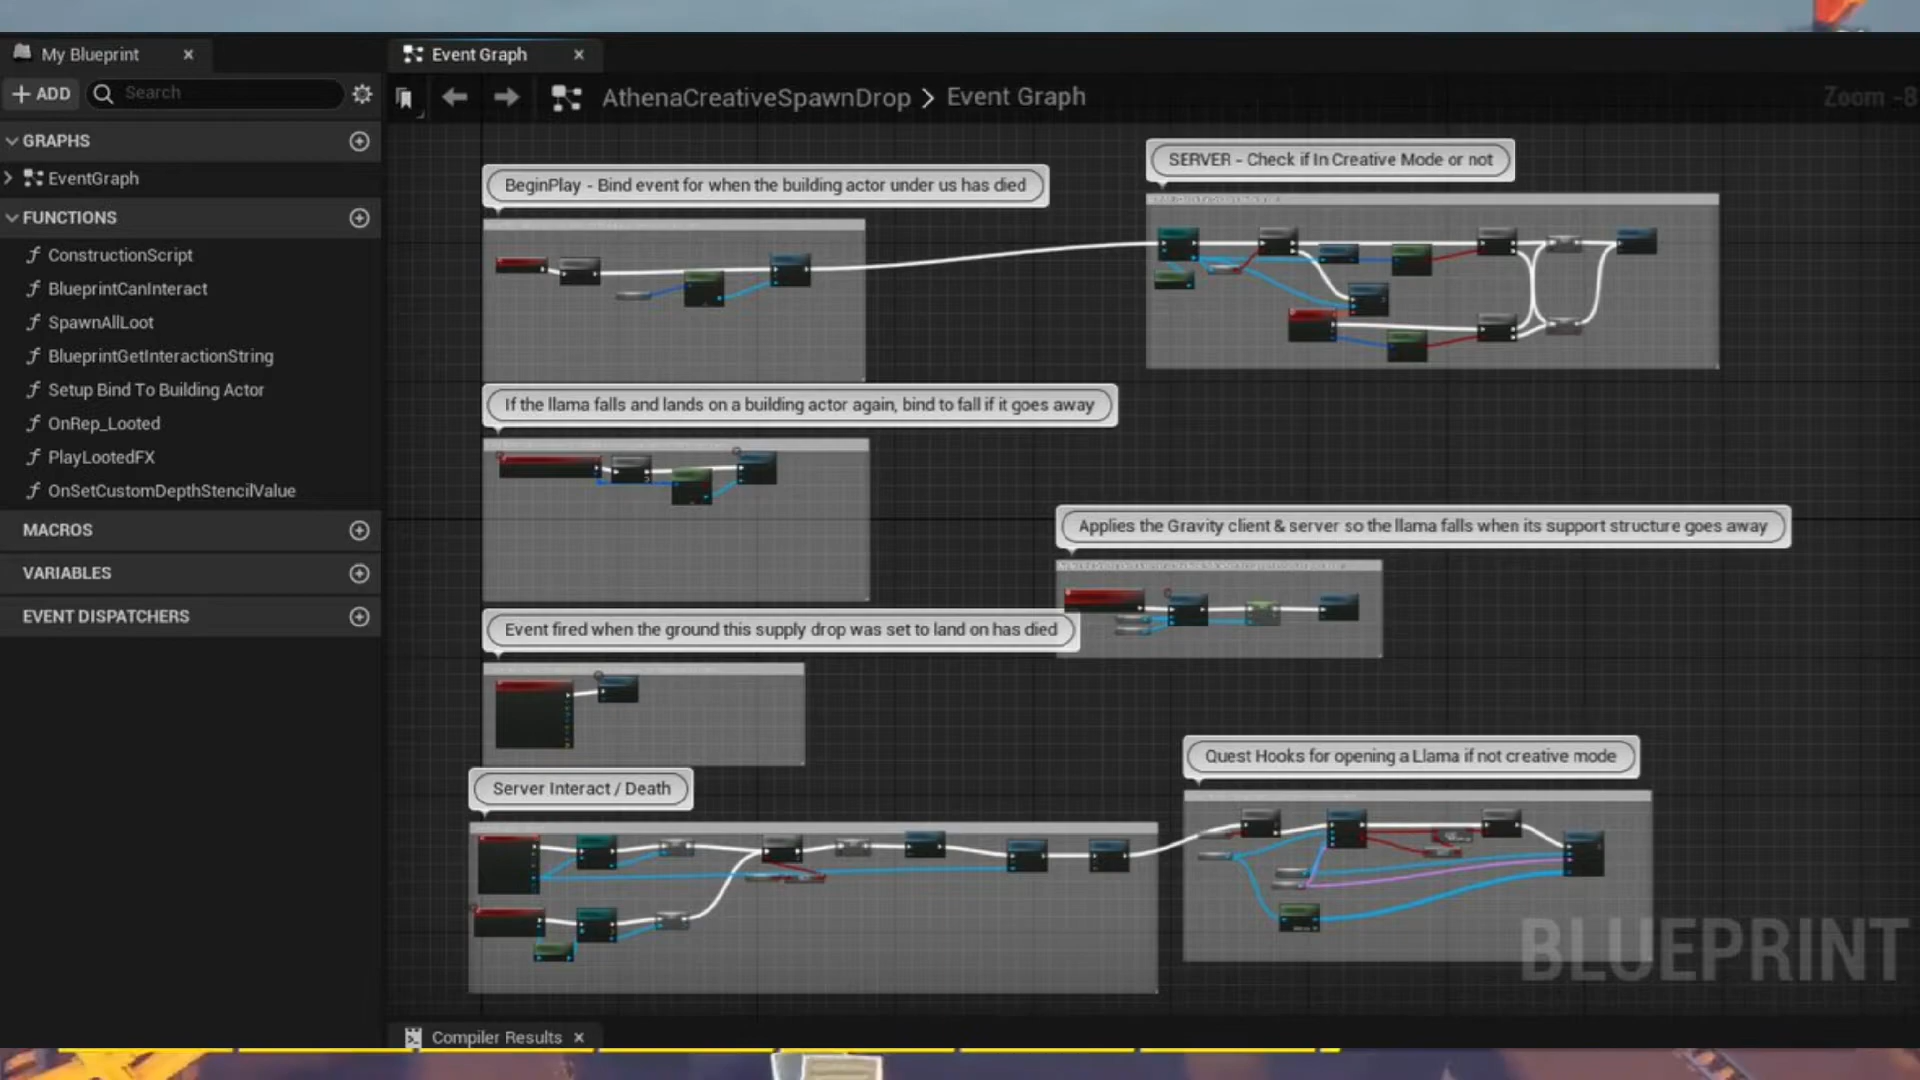 My Blueprint
ADD
Search
GRAPHS
EventGraph
FUNCTIONS
ConstructionScript
BlueprintCanInteract
SpawnAllLoot
BlueprintGetInteractionString
Setup Bind To Building Actor
OnRep_Looted
PlayLootedFX
OnSetCustomDepthStencilValue
MACROS
VARIABLES
EVENT DISPATCHERS
Event Graph
AthenaCreativeSpawnDrop > Event Graph
Zoom -8
BeginPlay - Bind event for when the building actor under us has died
SERVER - Check if In Creative Mode or not
If the llama falls and lands on a building actor again, bind to fall if it goes away
Applies the Gravity client & server so the llama falls when its support structure goes away
Event fired when the ground this supply drop was set to land on has died
Quest Hooks for opening a Llama if not creative mode
Server Interact / Death
BLUEPRINT
Compiler Results